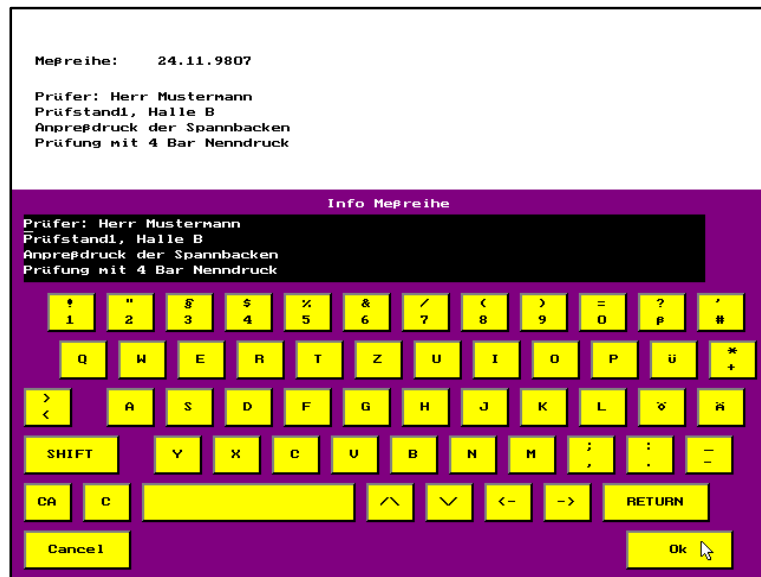 Meßreihe: 24.11.9807
Prüfer: Herr Mustermann
Prüfstand1, Halle B
Anpreßdruck der Spannbacken
Prüfung mit 4 Bar Nenndruck
Info Meßreihe
Prüfer: Herr Mustermann
Prüfstand1, Halle B
Anpreßdruck der Spannbacken
Prüfung mit 4 Bar Nenndruck
! " § $ % & / ( ) = ? '
1 2 3 4 5 6 7 8 9 0 ß #
Q W E R T Z U I O P ü *
+
> A S D F G H J K L ö ä
<
SHIFT Y X C V B N M ; : _
, . -
CA C /\ \/ <- -> RETURN
Cancel Ok